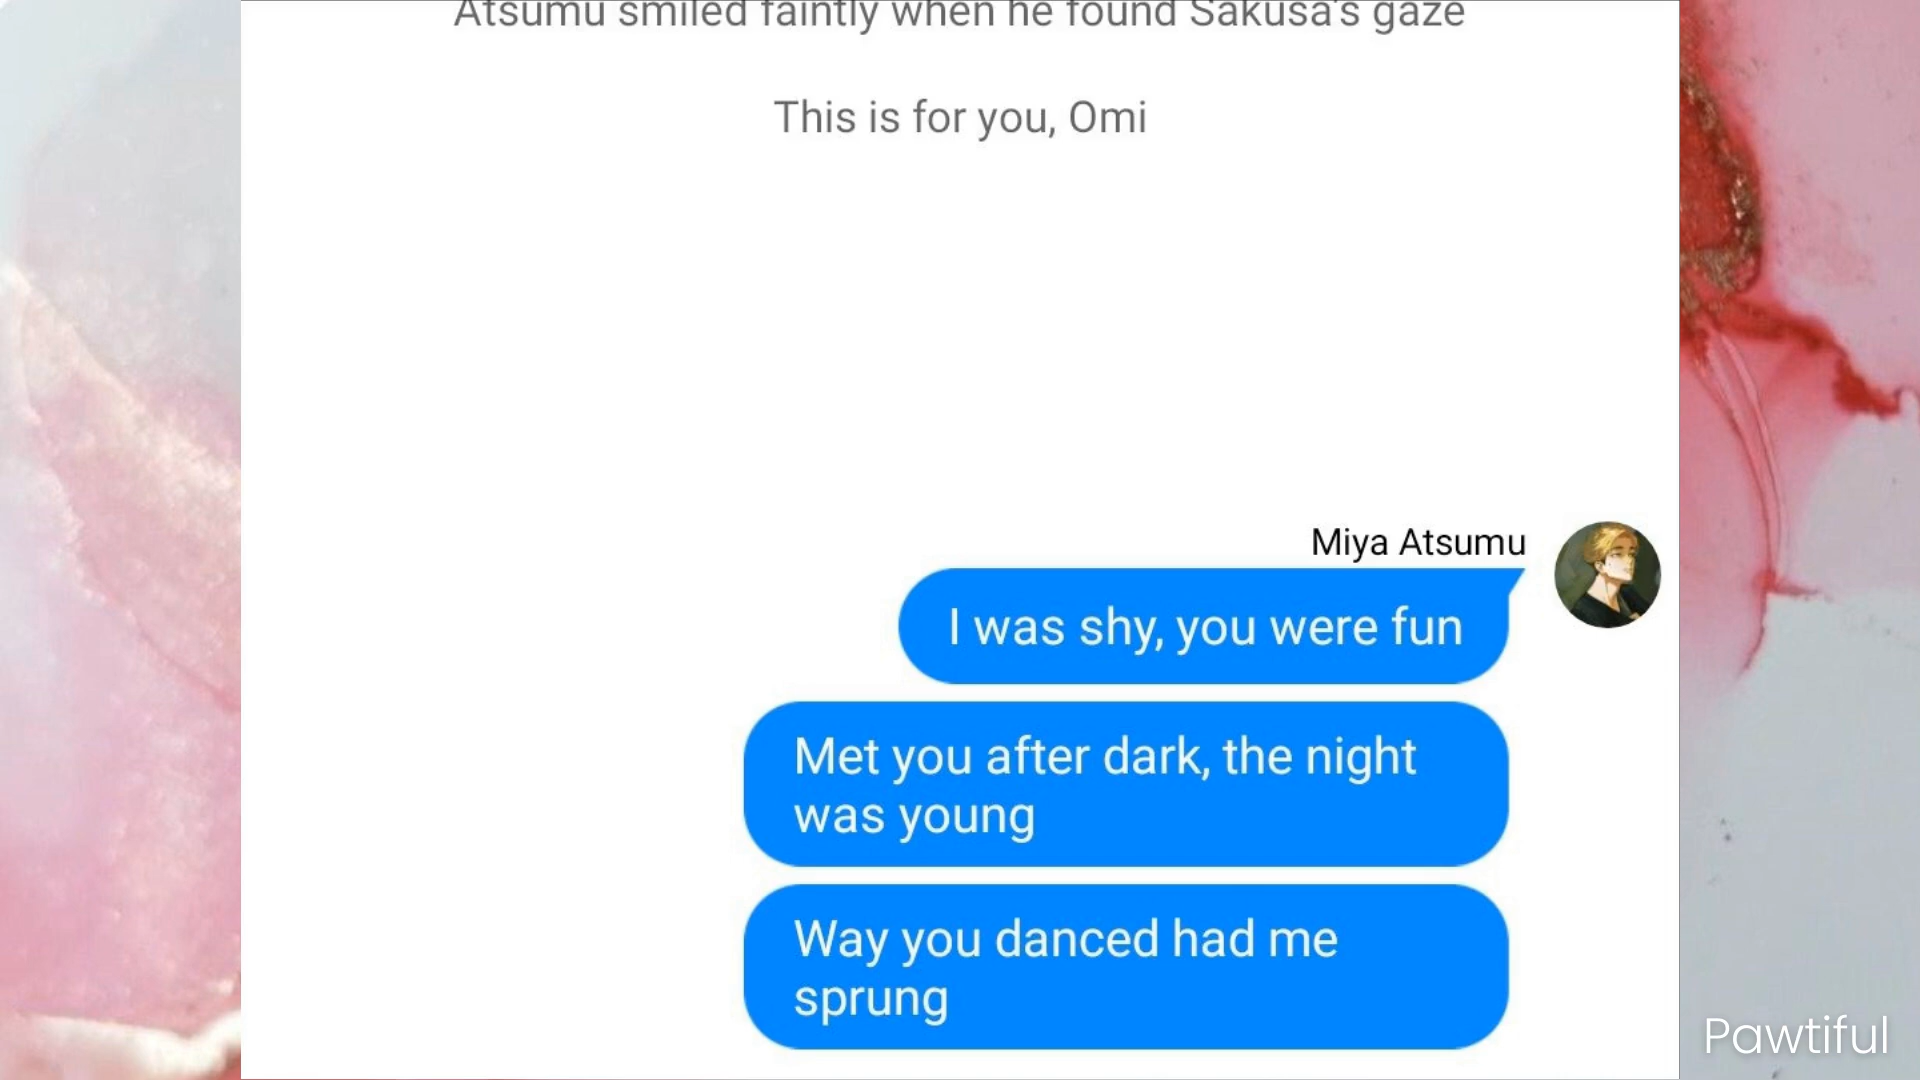 Atsumu smiled faintly when he found Sakusa's gaze
This is for you, Omi
Miya Atsumu
I was shy, you were fun
Met you after dark, the night
was young
Way you danced had me
sprung
Pawtiful